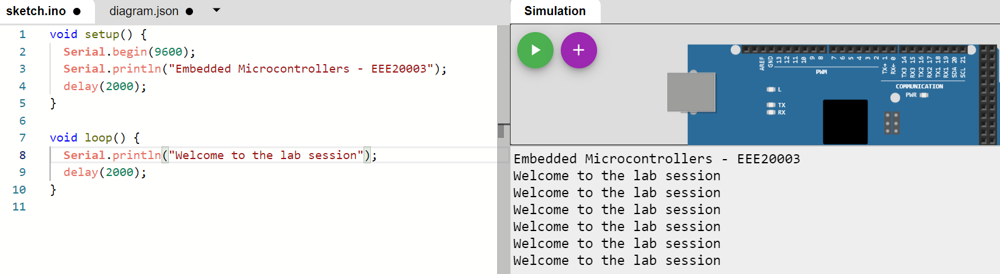 sketch.ino ● diagram.json ●
1 void setup() {
2 Serial.begin(9600);
3 Serial.println("Embedded Microcontrollers - EEE20003");
4 delay(2000);
5 }
6
7 void loop() {
8 Serial.println("Welcome to the lab session");
9 delay(2000);
10 }
11
Simulation
AREF GND 13 12 11 10 9 8 7 6 5 4 3 2 TX→1 RX←0 TX3 14 RX3 15 TX2 16 RX2 17 TX1 18 RX1 19 SDA 20 SCL 21
PWM
COMMUNICATION
L
PWR
TX
RX
Embedded Microcontrollers - EEE20003
Welcome to the lab session
Welcome to the lab session
Welcome to the lab session
Welcome to the lab session
Welcome to the lab session
Welcome to the lab session